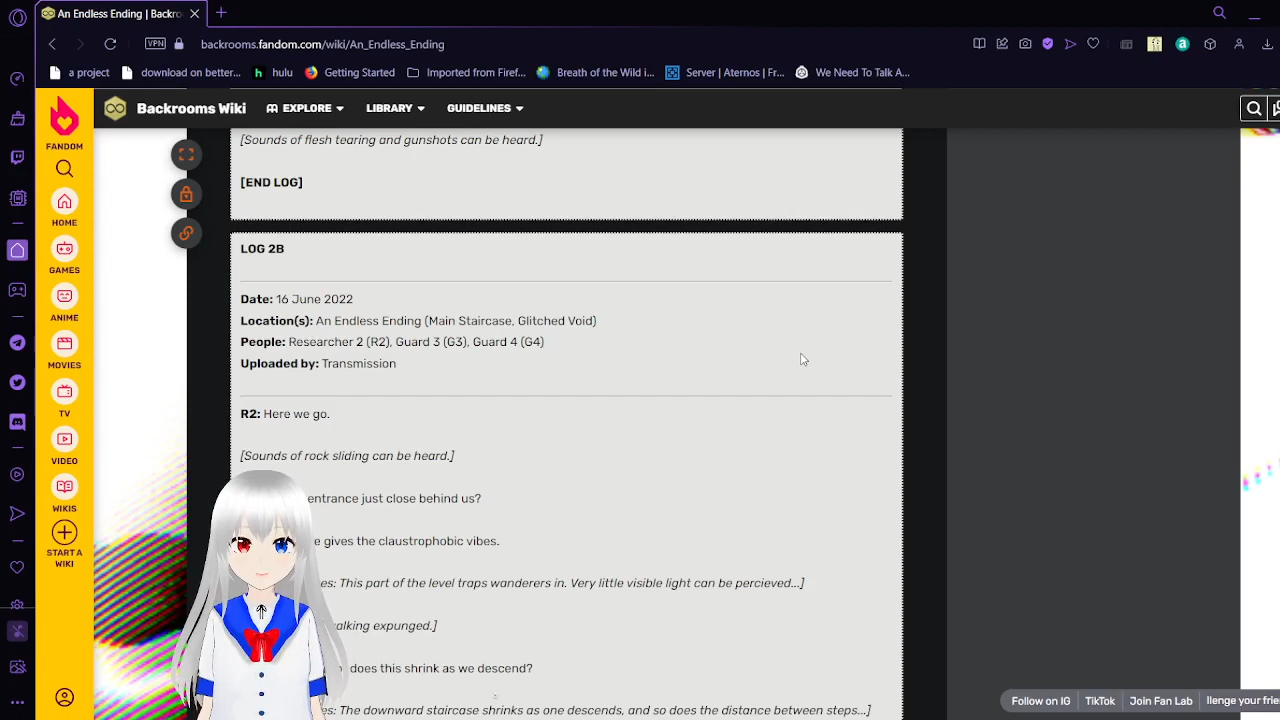 An Endless Ending | Backro
backrooms.fandom.com/wiki/An_Endless_Ending
VPN
a project
download on better...
hulu
Getting Started
Imported from Firef...
Breath of the Wild i...
Server | Aternos | Fr...
We Need To Talk A...
Backrooms Wiki
EXPLORE
LIBRARY
GUIDELINES
FANDOM
HOME
GAMES
ANIME
MOVIES
TV
VIDEO
WIKIS
START A
WIKI
[Sounds of flesh tearing and gunshots can be heard.]
[END LOG]
LOG 2B
Date: 16 June 2022
Location(s): An Endless Ending (Main Staircase, Glitched Void)
People: Researcher 2 (R2), Guard 3 (G3), Guard 4 (G4)
Uploaded by: Transmission
R2: Here we go.
[Sounds of rock sliding can be heard.]
entrance just close behind us?
e gives the claustrophobic vibes.
es: This part of the level traps wanderers in. Very little visible light can be percieved...]
alking expunged.]
does this shrink as we descend?
es: The downward staircase shrinks as one descends, and so does the distance between steps...]
Follow on IG
TikTok
Join Fan Lab
llenge your frie